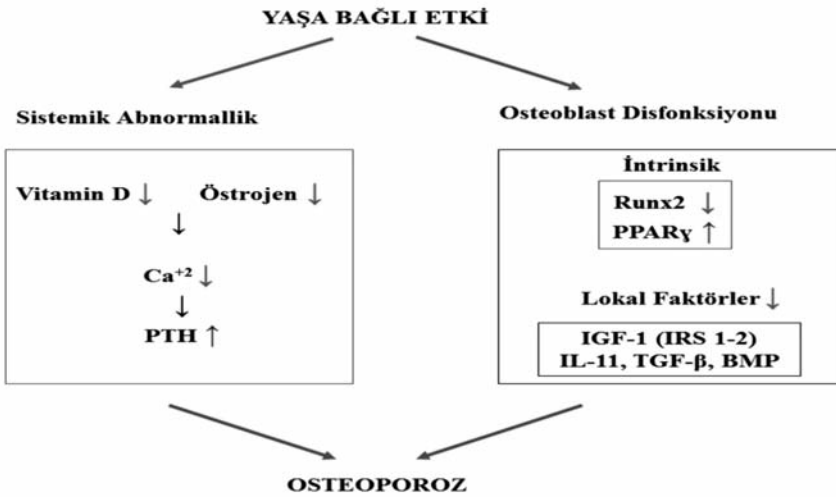 YAŞA BAĞLI ETKİ
Sistemik Abnormallik
Vitamin D ↓ Östrojen ↓
↓
Ca⁺² ↓
↓
PTH ↑
Osteoblast Disfonksiyonu
İntrinsik
Runx2 ↓
PPARɣ ↑
Lokal Faktörler ↓
IGF-1 (IRS 1-2)
IL-11, TGF-β, BMP
OSTEOPOROZ